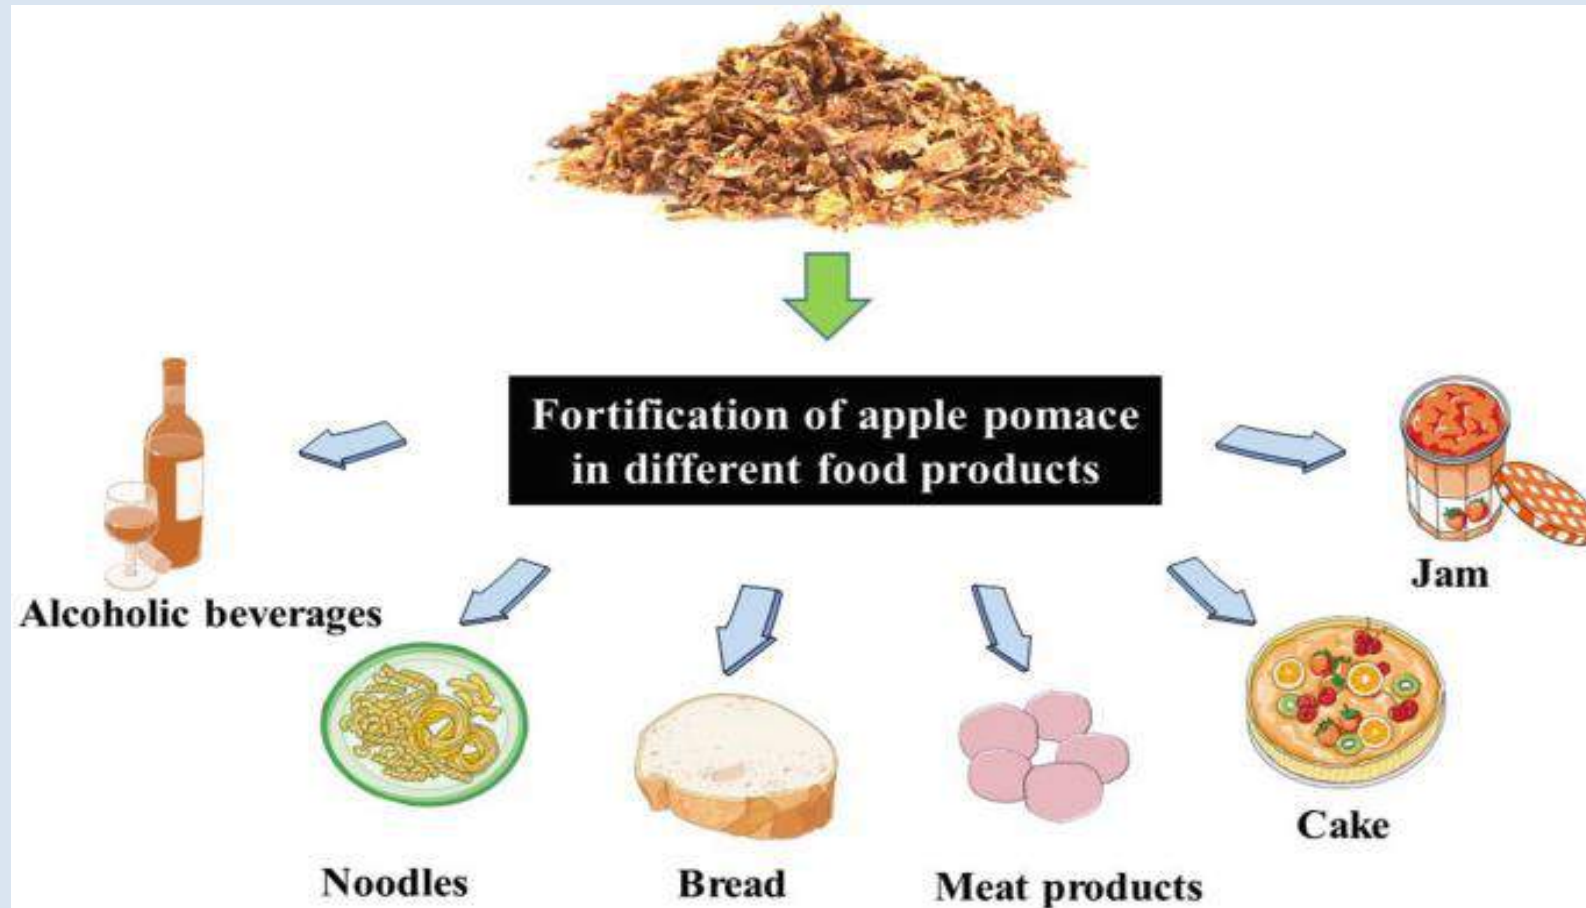 Fortification of apple pomace
in different food products
Alcoholic beverages
Noodles
Bread
Meat products
Cake
Jam